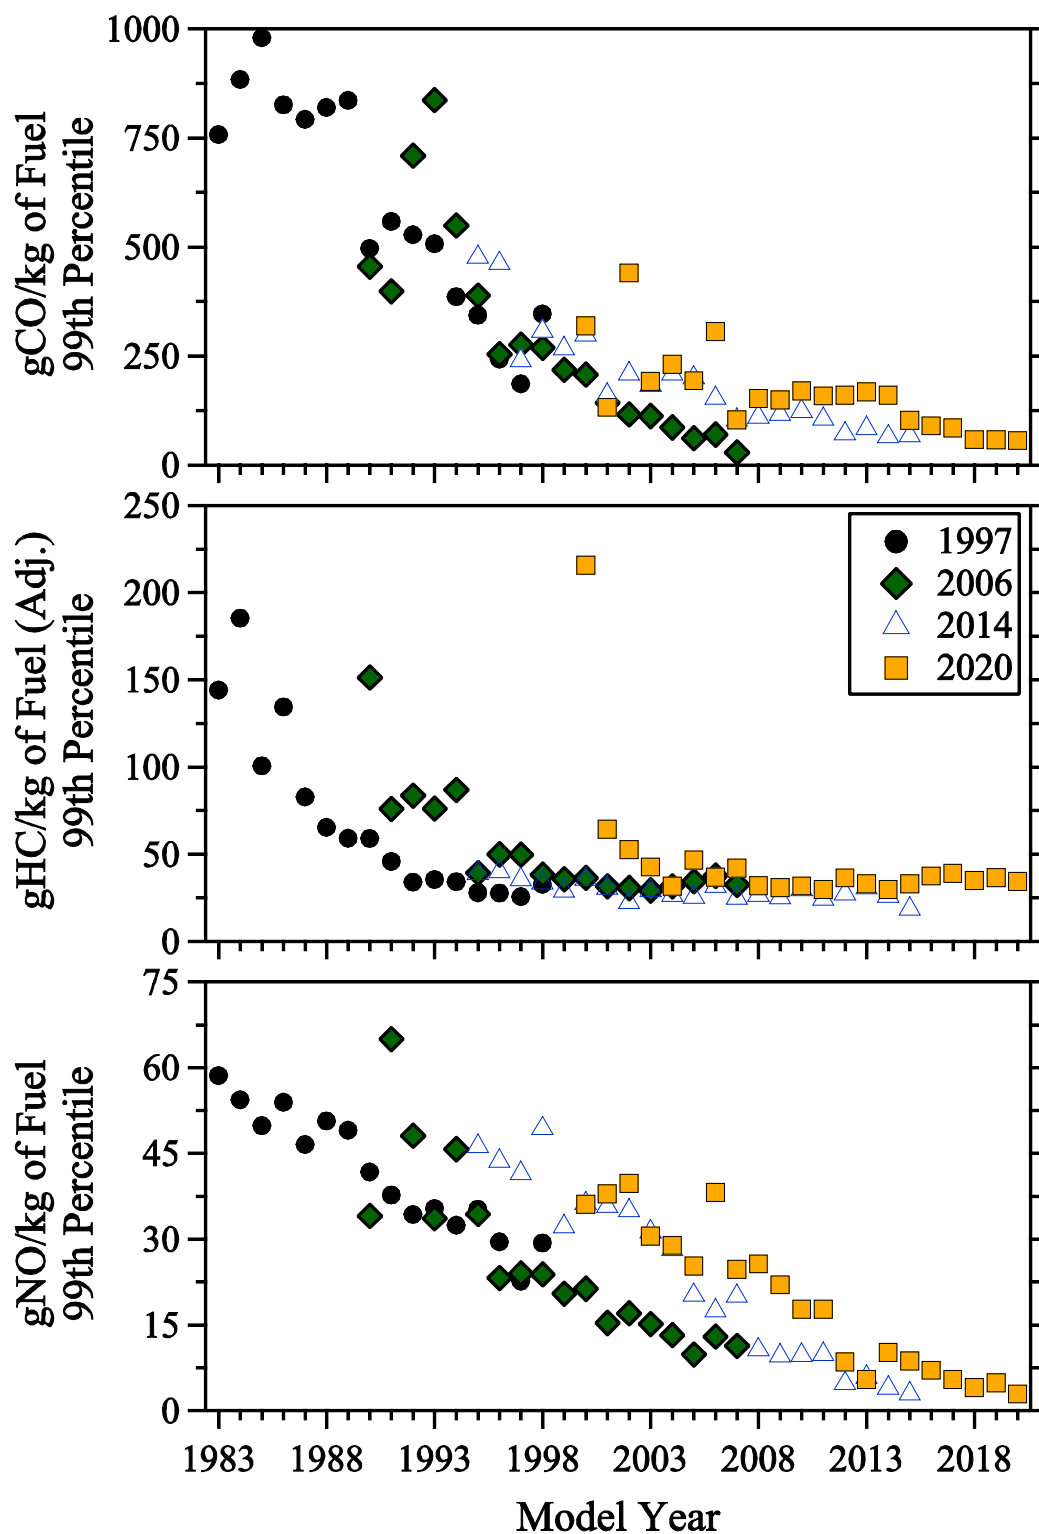 1000
750
500
250
0
gCO/kg of Fuel
99th Percentile
250
200
150
100
50
0
gHC/kg of Fuel (Adj.)
99th Percentile
1997
2006
2014
2020
75
60
45
30
15
0
gNO/kg of Fuel
99th Percentile
1983 1988 1993 1998 2003 2008 2013 2018
Model Year